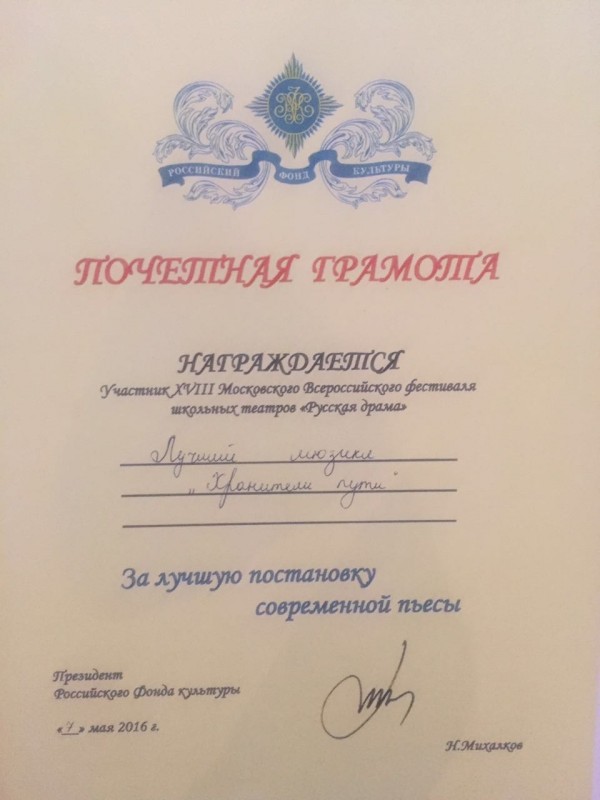 РОССИЙСКИЙ ФОНД КУЛЬТУРЫ
ПОЧЕТНАЯ ГРАМОТА
НАГРАЖДАЕТСЯ
Участник XVIII Московского Всероссийского фестиваля
школьных театров «Русская драма»
Лучший мюзикл
„Хранители пути"
За лучшую постановку
современной пьесы
Президент
Российского Фонда культуры
«7» мая 2016 г.
Н.Михалков